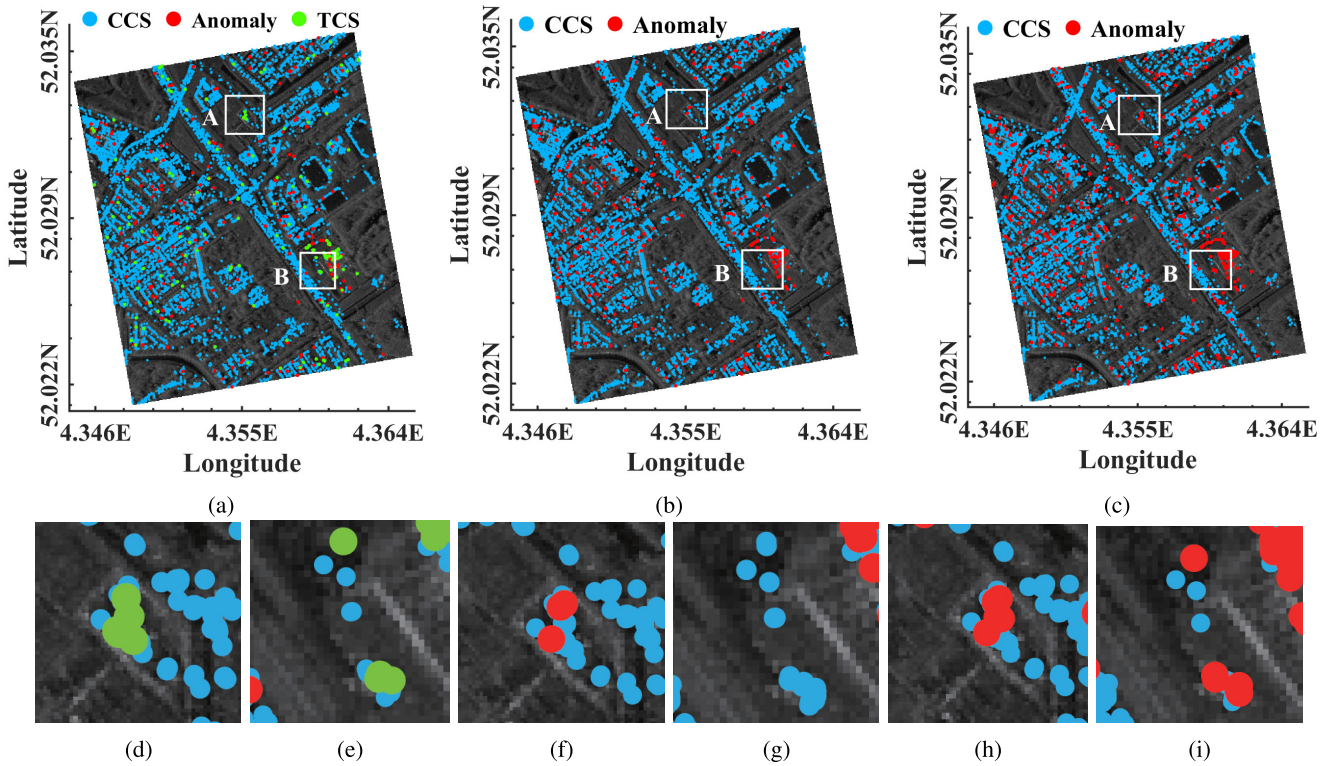 CCS Anomaly TCS
52.035N
52.029N
52.022N
Latitude
A
B
4.346E 4.355E 4.364E
Longitude
(a)
CCS Anomaly
52.035N
52.029N
52.022N
Latitude
A
B
4.346E 4.355E 4.364E
Longitude
(b)
CCS Anomaly
52.035N
52.029N
52.022N
Latitude
A
B
4.346E 4.355E 4.364E
Longitude
(c)
(d) (e) (f) (g) (h) (i)